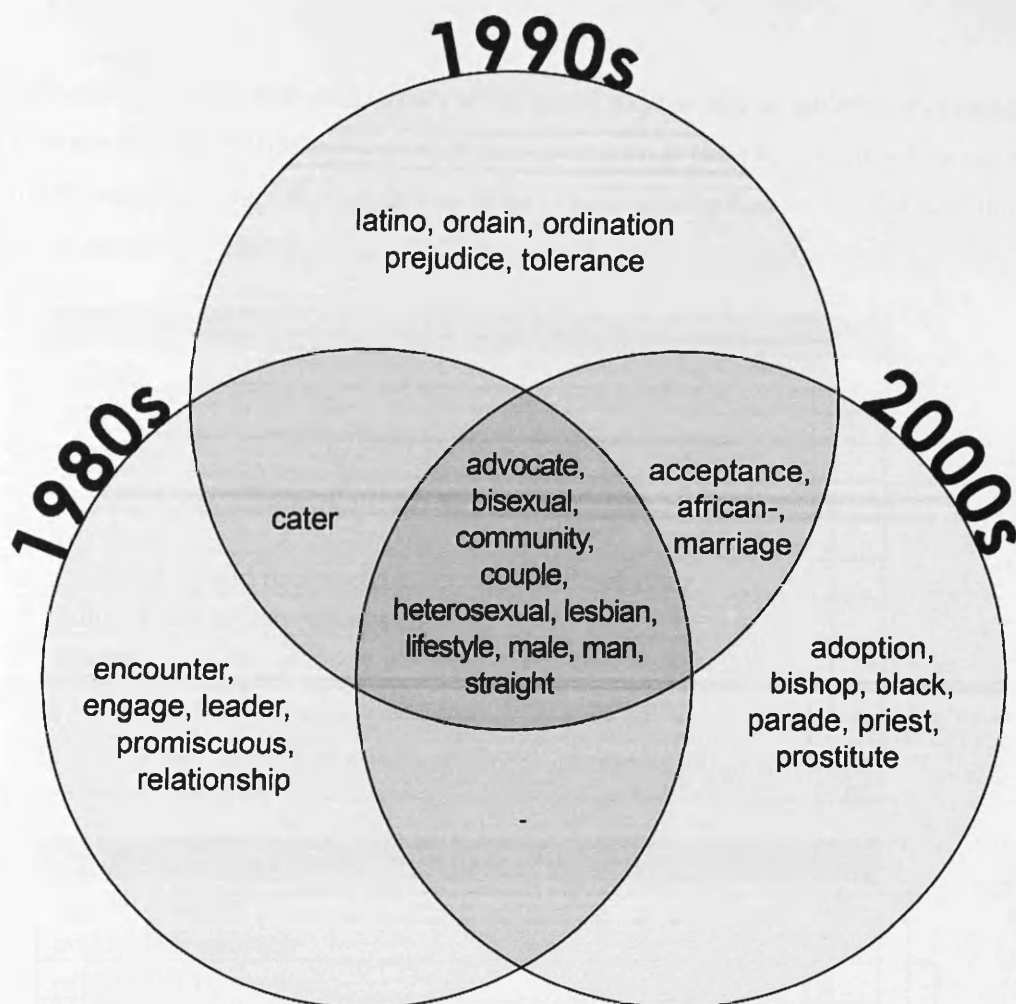 1990s
latino, ordain, ordination
prejudice, tolerance
1980s
2000s
cater
advocate,
bisexual,
community,
couple,
heterosexual, lesbian,
lifestyle, male, man,
straight
acceptance,
african-,
marriage
encounter,
engage, leader,
promiscuous,
relationship
adoption,
bishop, black,
parade, priest,
prostitute
-